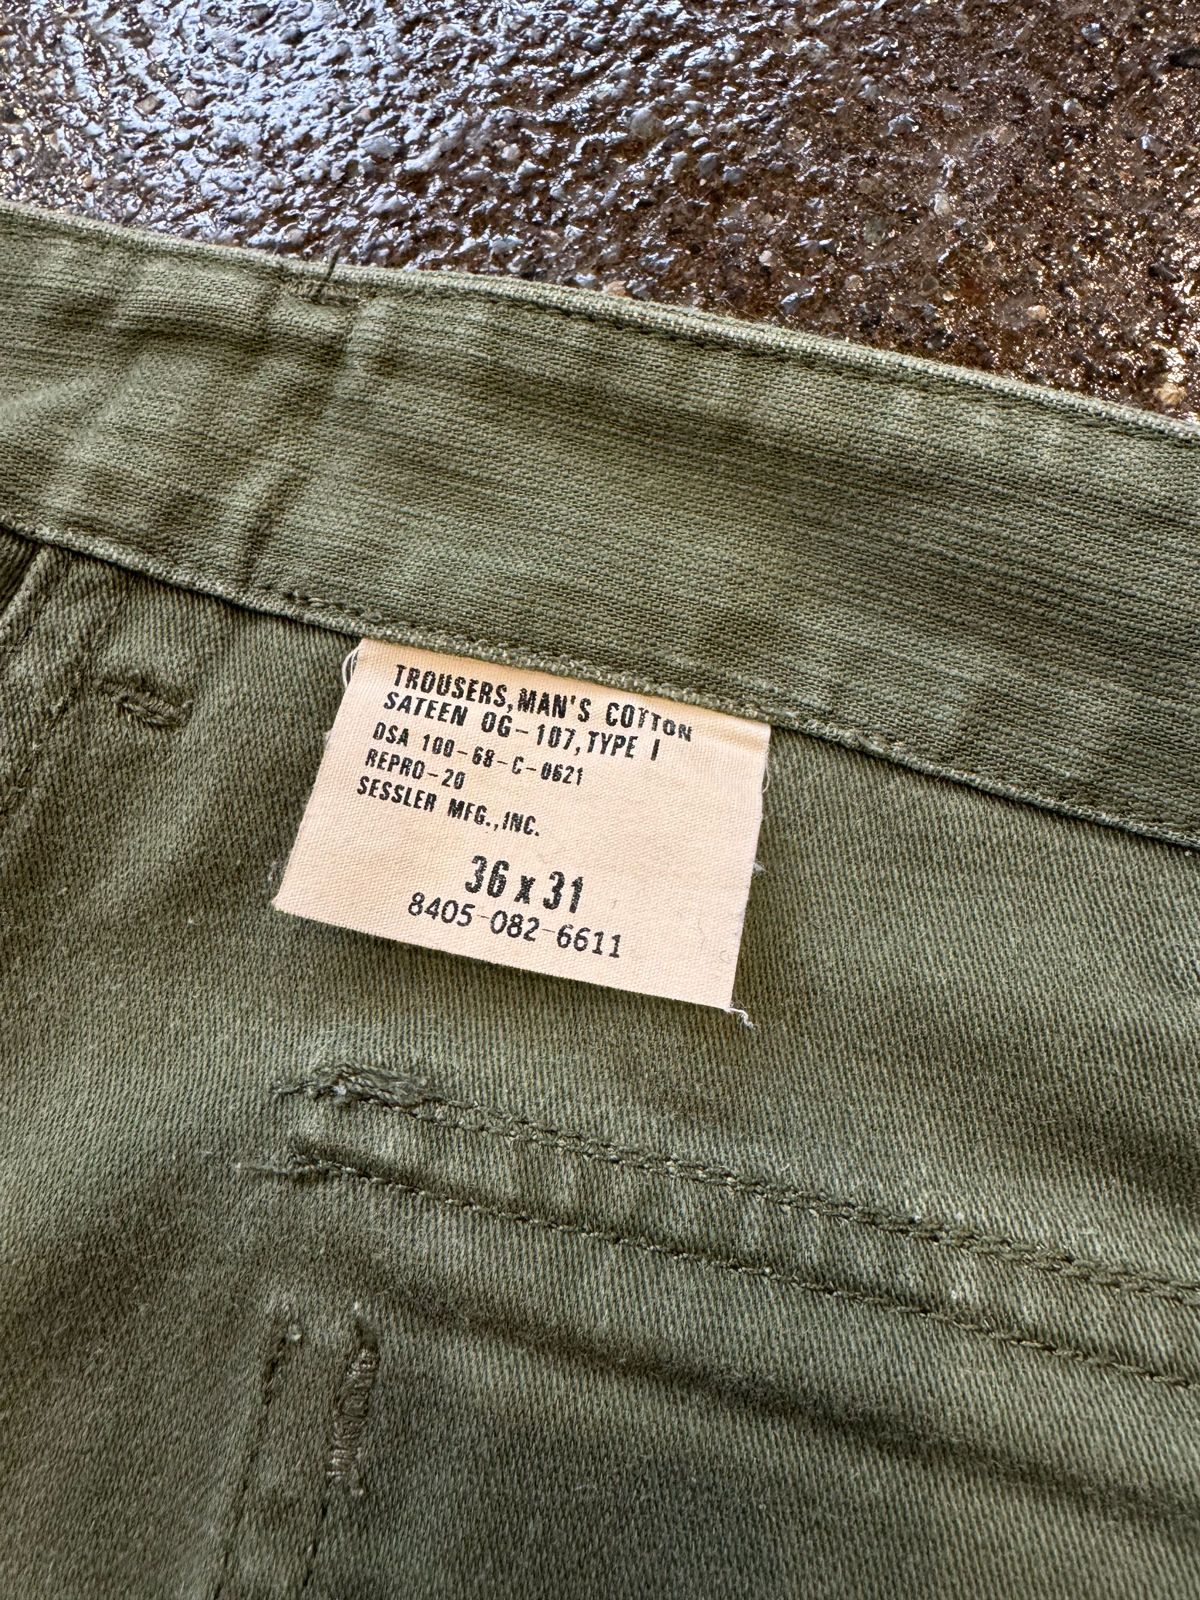 TROUSERS, MAN'S COTTON
SATEEN OG-107, TYPE I
DSA 100-68-C-0621
REPRO-20
SESSLER MFG., INC.
36 x 31
8405-082-6611